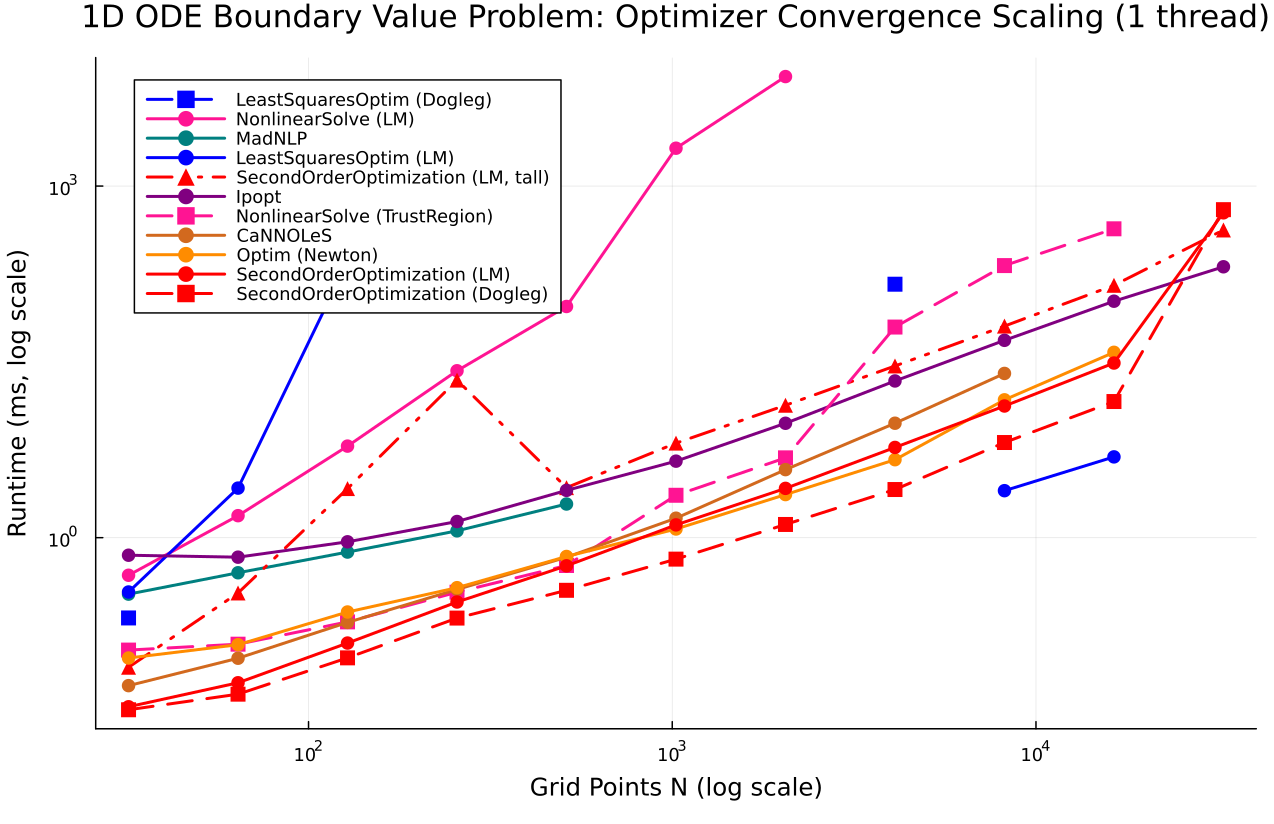 1D ODE Boundary Value Problem: Optimizer Convergence Scaling (1 thread)
LeastSquaresOptim (Dogleg)
NonlinearSolve (LM)
MadNLP
LeastSquaresOptim (LM)
SecondOrderOptimization (LM, tall)
Ipopt
NonlinearSolve (TrustRegion)
CaNNOLeS
Optim (Newton)
SecondOrderOptimization (LM)
SecondOrderOptimization (Dogleg)
Runtime (ms, log scale)
10³
10⁰
10² 10³ 10⁴
Grid Points N (log scale)